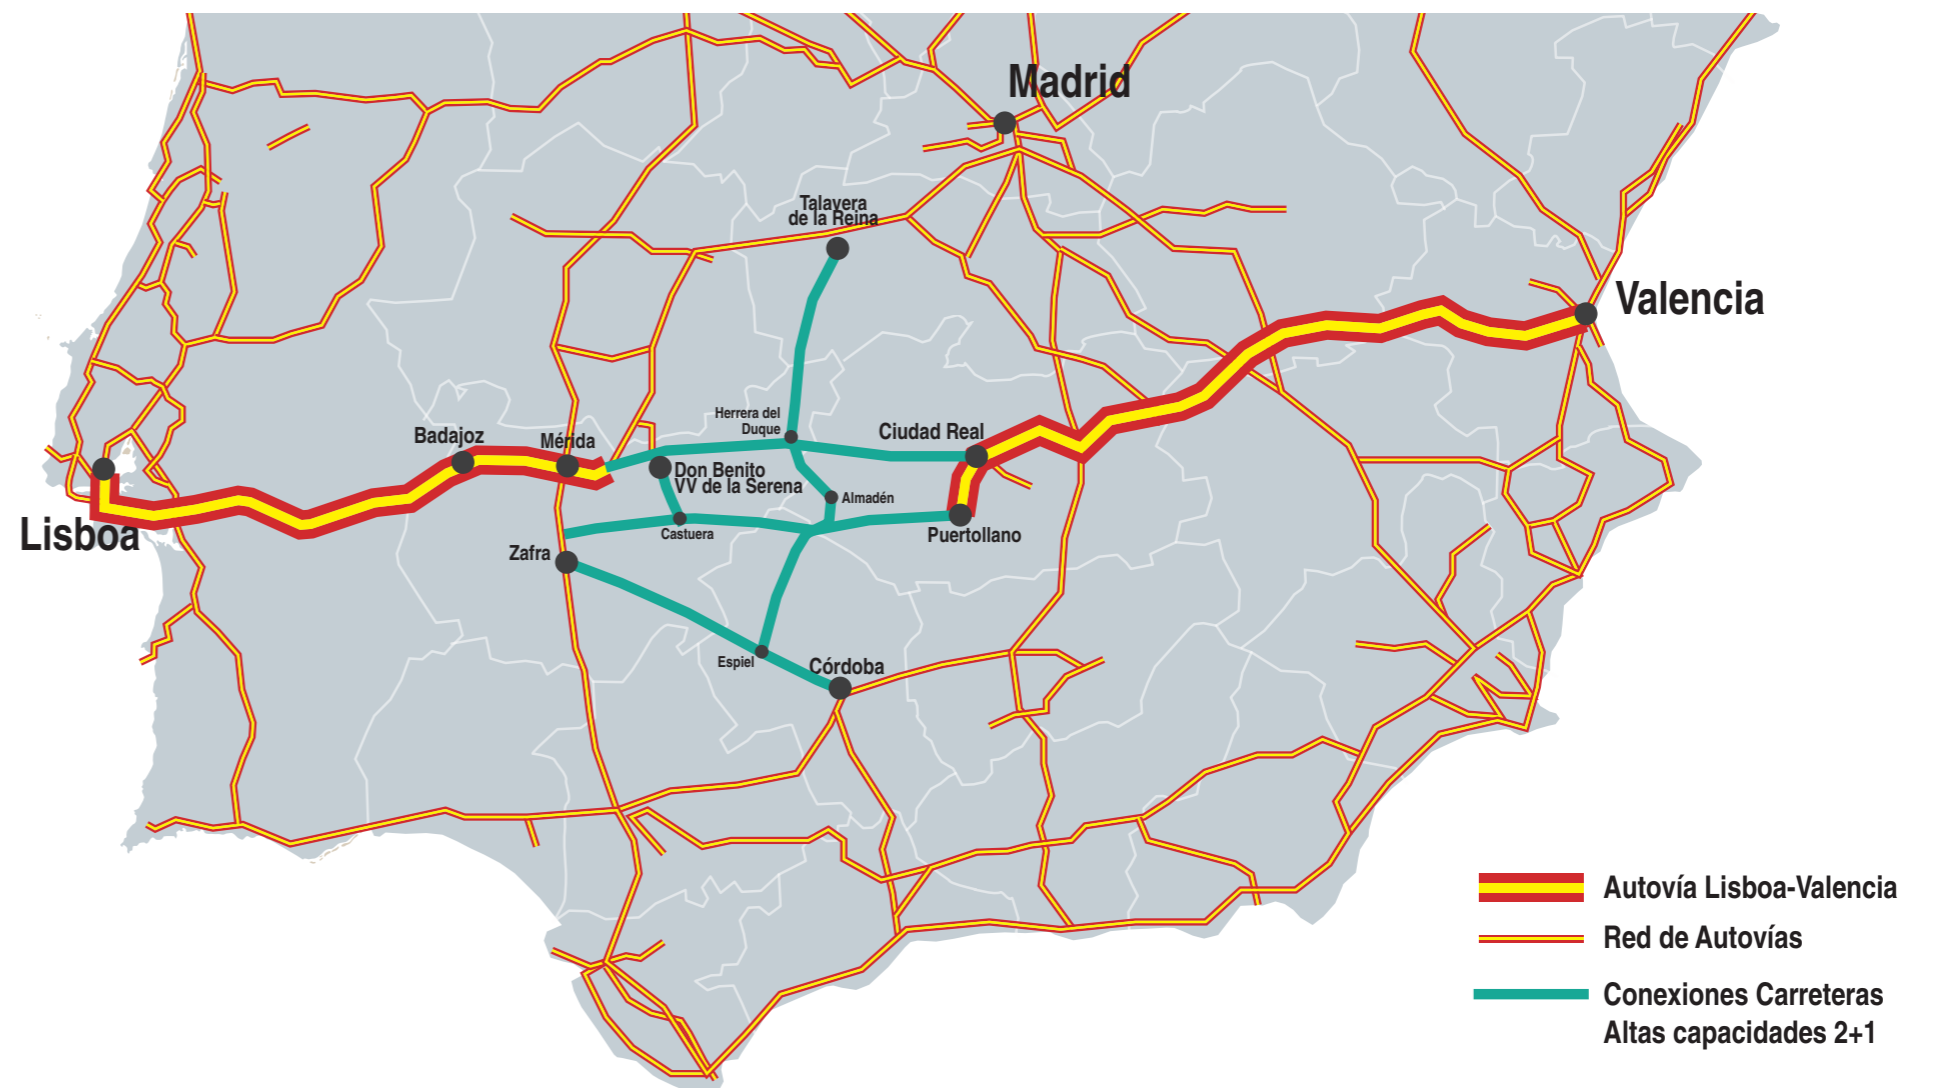 Madrid
Talavera
de la Reina
Valencia
Herrera del
Duque
Ciudad Real
Badajoz
Mérida
Don Benito
VV de la Serena
Almadén
Lisboa
Castuera
Puertollano
Zafra
Espiel
Córdoba
Autovía Lisboa-Valencia
Red de Autovías
Conexiones Carreteras
Altas capacidades 2+1